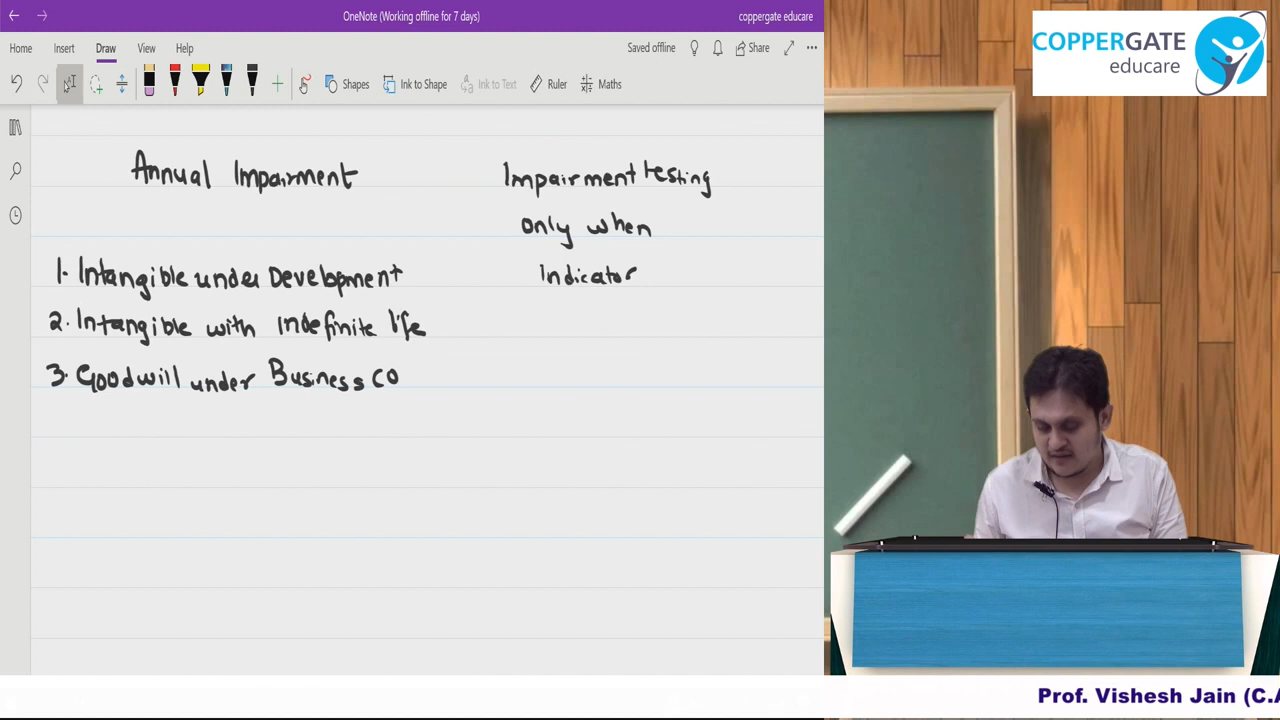 OneNote (Working offline for 7 days)
coppergate educare
Home Insert Draw View Help
Saved offline
Share
Shapes
Ink to Shape
Ink to Text
Ruler
Maths
COPPERGATE
educare
Annual Impairment
Impairment testing
only when
indicator
1. Intangible under Development
2. Intangible with indefinite life
3. Goodwill under Business co
Prof. Vishesh Jain (C.A